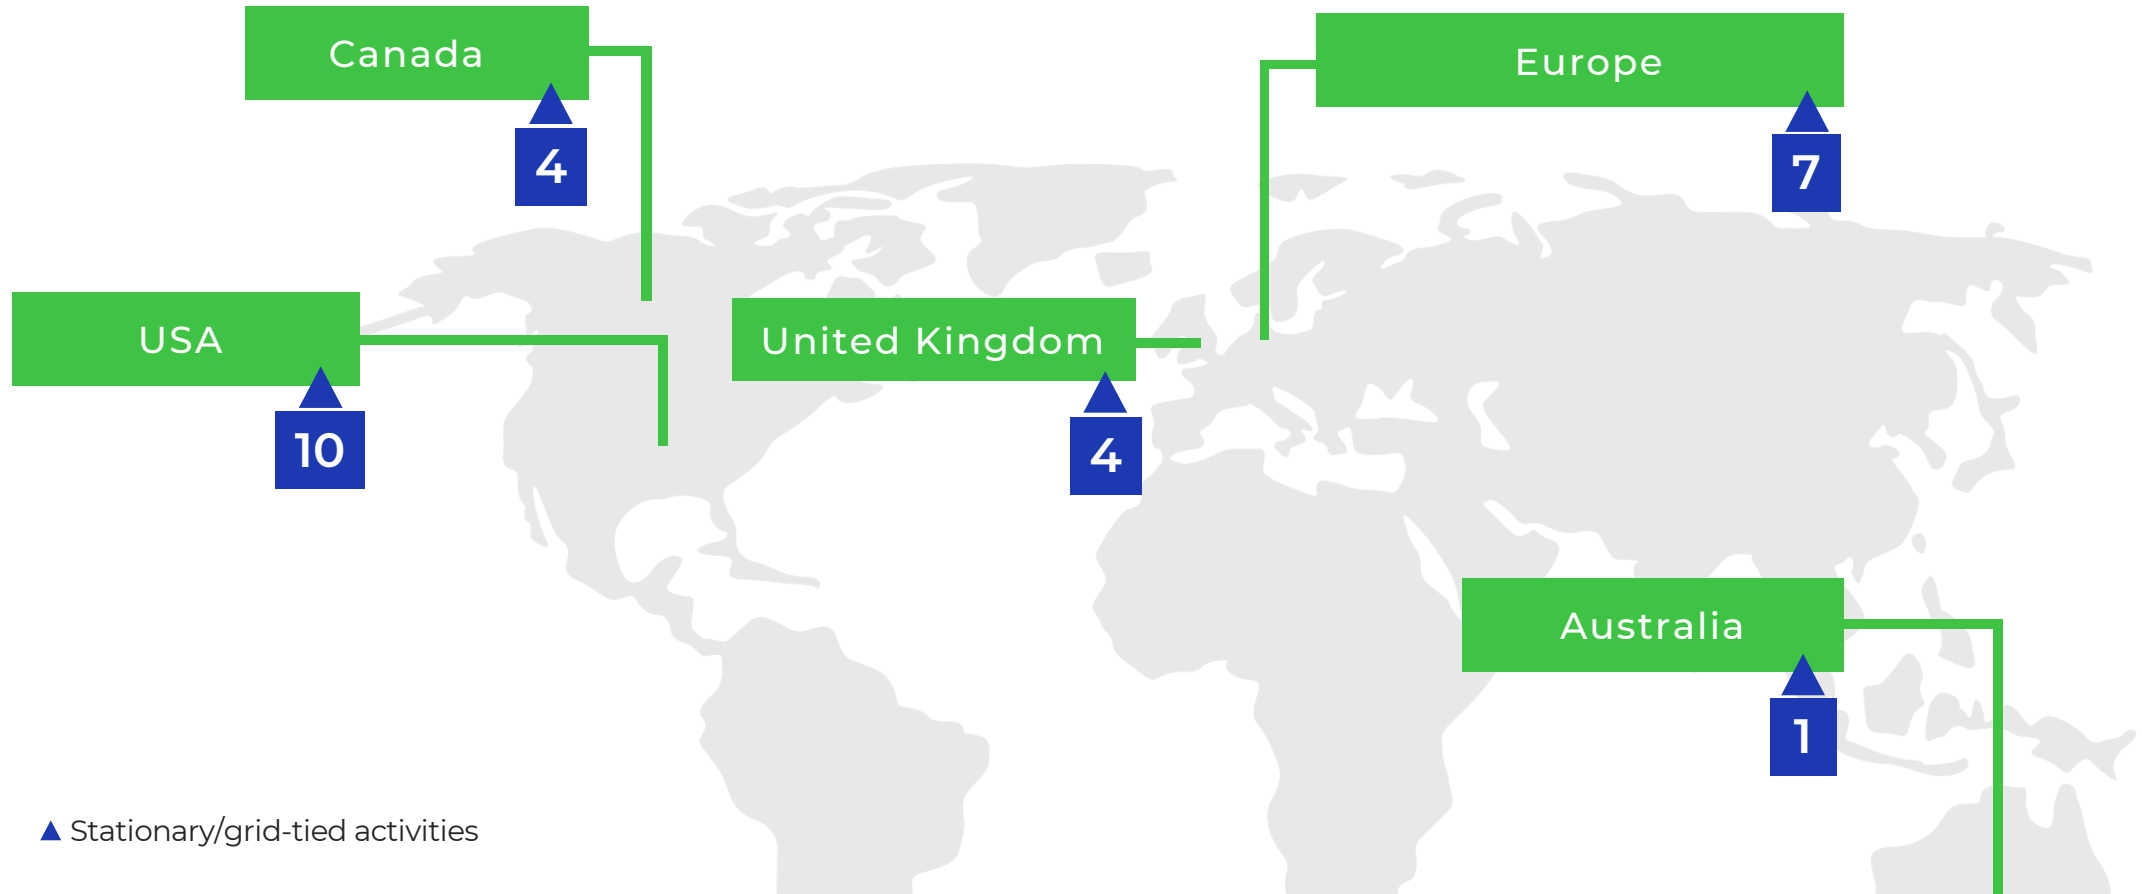 Canada
4
Europe
7
USA
10
United Kingdom
4
Australia
1
Stationary/grid-tied activities